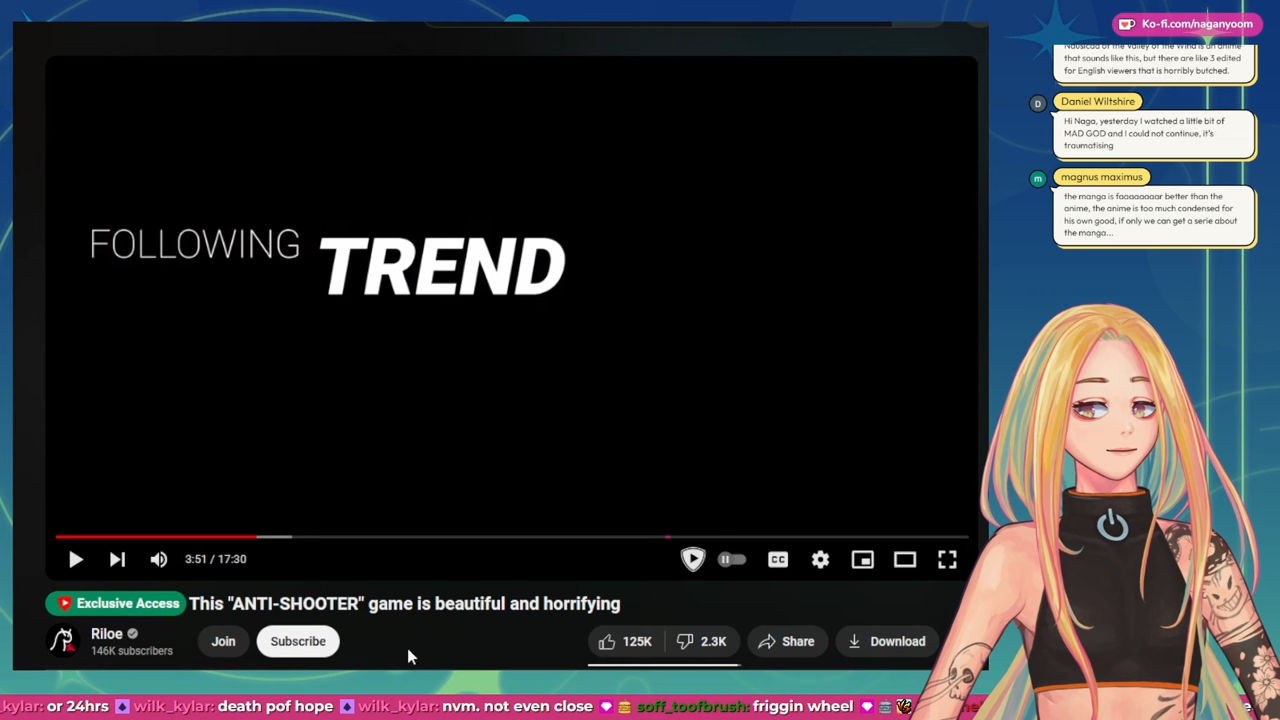 Ko-fi.com/naganyoom
Nausicaä of the Valley of the Wind is an anime
that sounds like this, but there are like 3 edited
for English viewers that is horribly butched.
D
Daniel Wiltshire
Hi Naga, yesterday I watched a little bit of
MAD GOD and I could not continue, it's
traumatising
m
magnus maximus
the manga is faaaaaaaar better than the
anime, the anime is too much condensed for
his own good, if only we can get a serie about
the manga...
FOLLOWING TREND
3:51 / 17:30
CC
Exclusive Access This "ANTI-SHOOTER" game is beautiful and horrifying
Riloe
146K subscribers
Join
Subscribe
125K
2.3K
Share
Download
_kylar: or 24hrs wilk_kylar: death pof hope wilk_kylar: nvm. not even close soff_toofbrush: friggin wheel